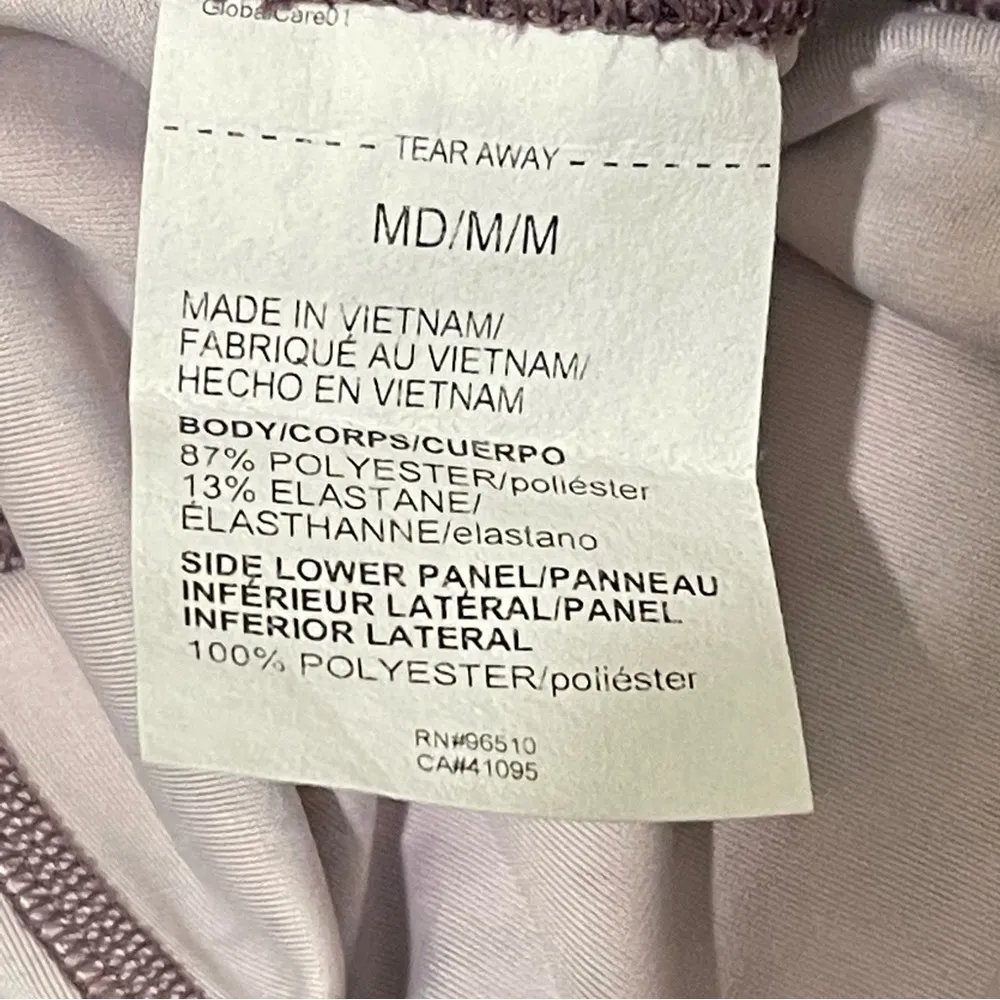 GlobalCare01
TEAR AWAY
MD/M/M
MADE IN VIETNAM/
FABRIQUÉ AU VIETNAM/
HECHO EN VIETNAM
BODY/CORPS/CUERPO
87% POLYESTER/poliéster
13% ELASTANE/
ÉLASTHANNE/elastano
SIDE LOWER PANEL/PANNEAU
INFÉRIEUR LATÉRAL/PANEL
INFERIOR LATERAL
100% POLYESTER/poliéster
RN#96510
CA#41095